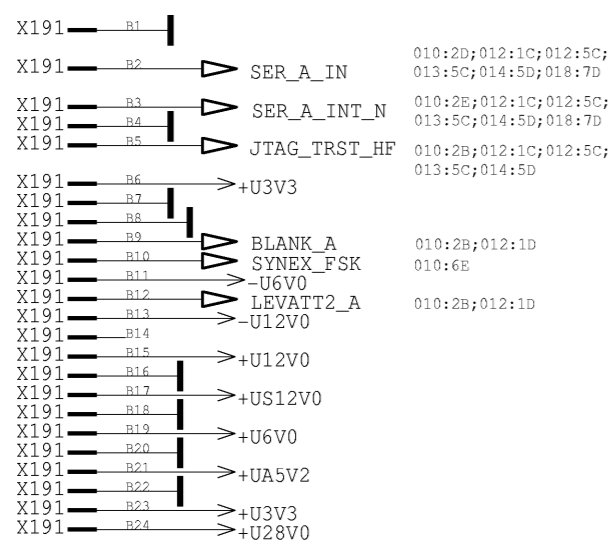 X191 B1
X191 B2 SER_A_IN 010:2D;012:1C;012:5C;
013:5C;014:5D;018:7D
X191 B3 SER_A_INT_N 010:2E;012:1C;012:5C;
X191 B4 013:5C;014:5D;018:7D
X191 B5 JTAG_TRST_HF 010:2B;012:1C;012:5C;
013:5C;014:5D
X191 B6 +U3V3
X191 B7
X191 B8
X191 B9 BLANK_A 010:2B;012:1D
X191 B10 SYNEX_FSK 010:6E
X191 B11 -U6V0
X191 B12 LEVATT2_A 010:2B;012:1D
X191 B13 -U12V0
X191 B14
X191 B15 +U12V0
X191 B16
X191 B17 +US12V0
X191 B18
X191 B19 +U6V0
X191 B20
X191 B21 +UA5V2
X191 B22
X191 B23 +U3V3
X191 B24 +U28V0